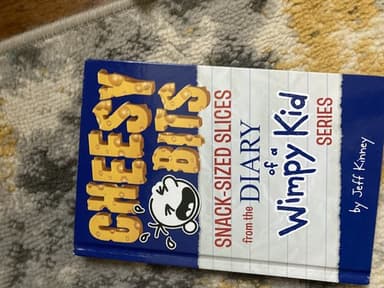 CHEESY
BITS
SNACK-SIZED SLICES
from the DIARY
of a
Wimpy Kid
SERIES
by Jeff Kinney